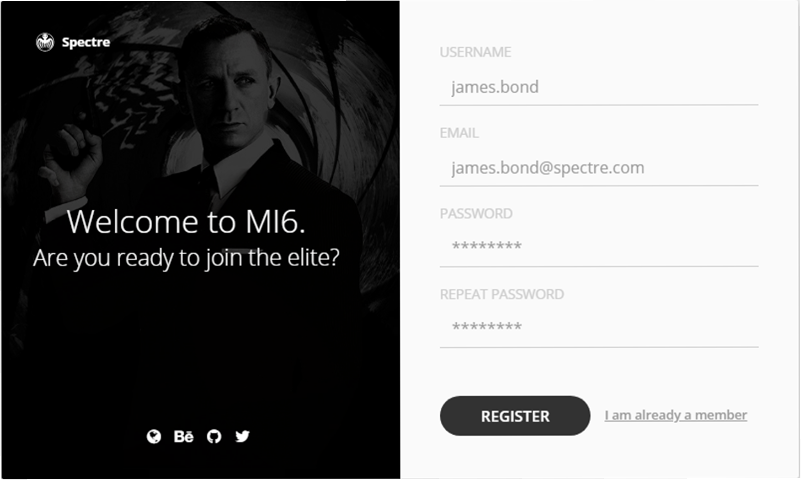 Spectre
Welcome to MI6.
Are you ready to join the elite?
Bē
USERNAME
james.bond
EMAIL
james.bond@spectre.com
PASSWORD
********
REPEAT PASSWORD
********
REGISTER
I am already a member